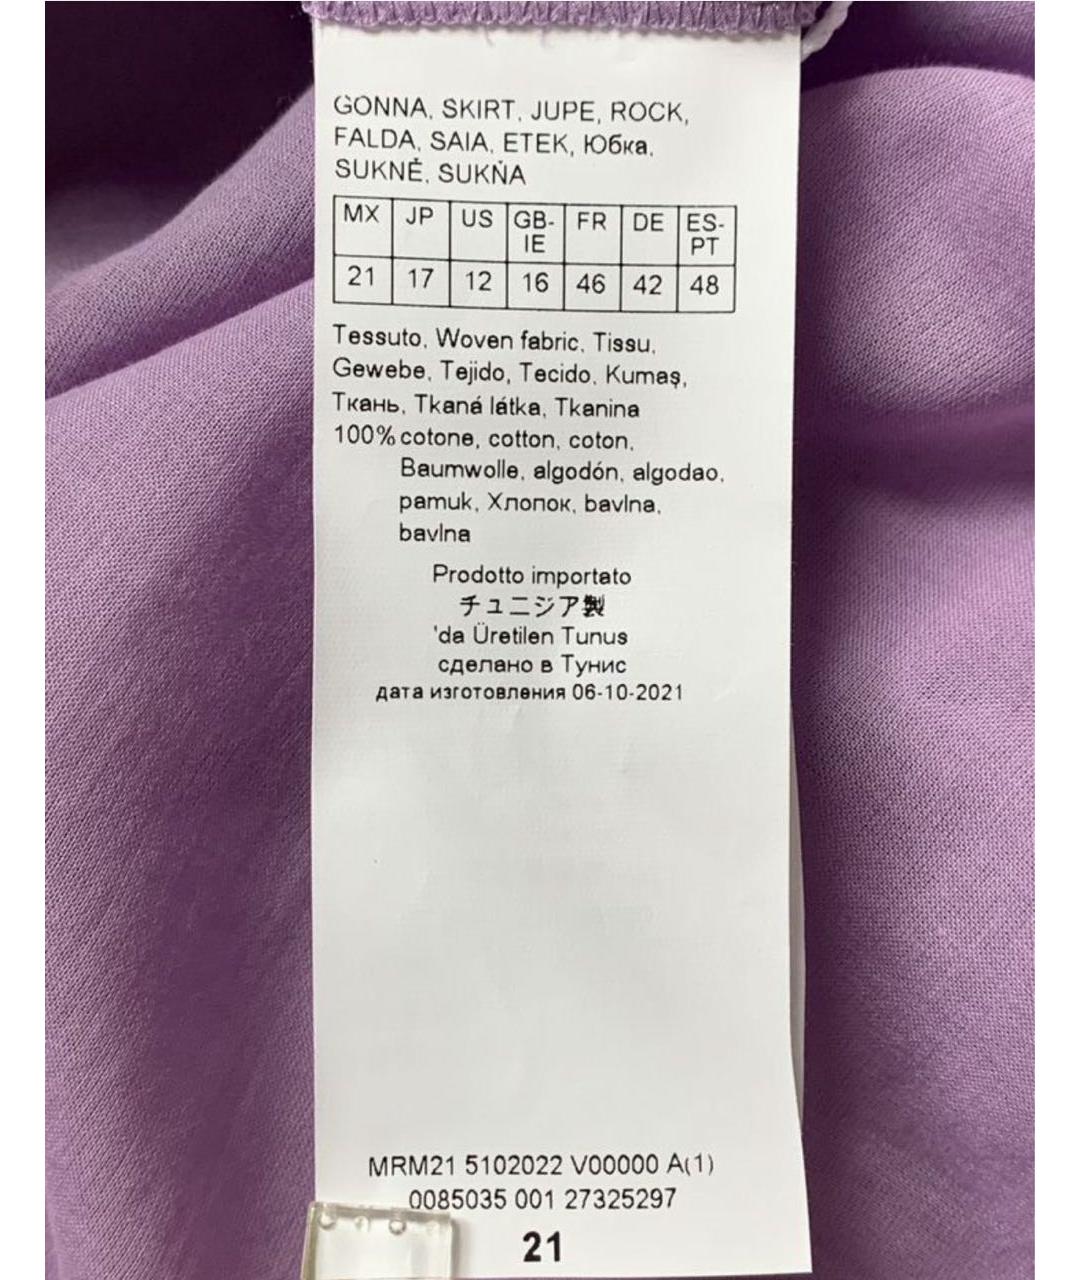 GONNA, SKIRT, JUPE, ROCK,
FALDA, SAIA, ETEK, Юбка,
SUKNĚ, SUKŇA
MX JP US GB-IE FR DE ES-PT
21 17 12 16 46 42 48
Tessuto, Woven fabric, Tissu,
Gewebe, Tejido, Tecido, Kumaş,
Ткань, Tkaná látka, Tkanina
100% cotone, cotton, coton,
Baumwolle, algodón, algodao,
pamuk, Хлопок, bavlna,
bavlna
Prodotto importato
チュニジア製
'da Üretilen Tunus
сделано в Тунис
дата изготовления 06-10-2021
MRM21 5102022 V00000 A(1)
0085035 001 27325297
21